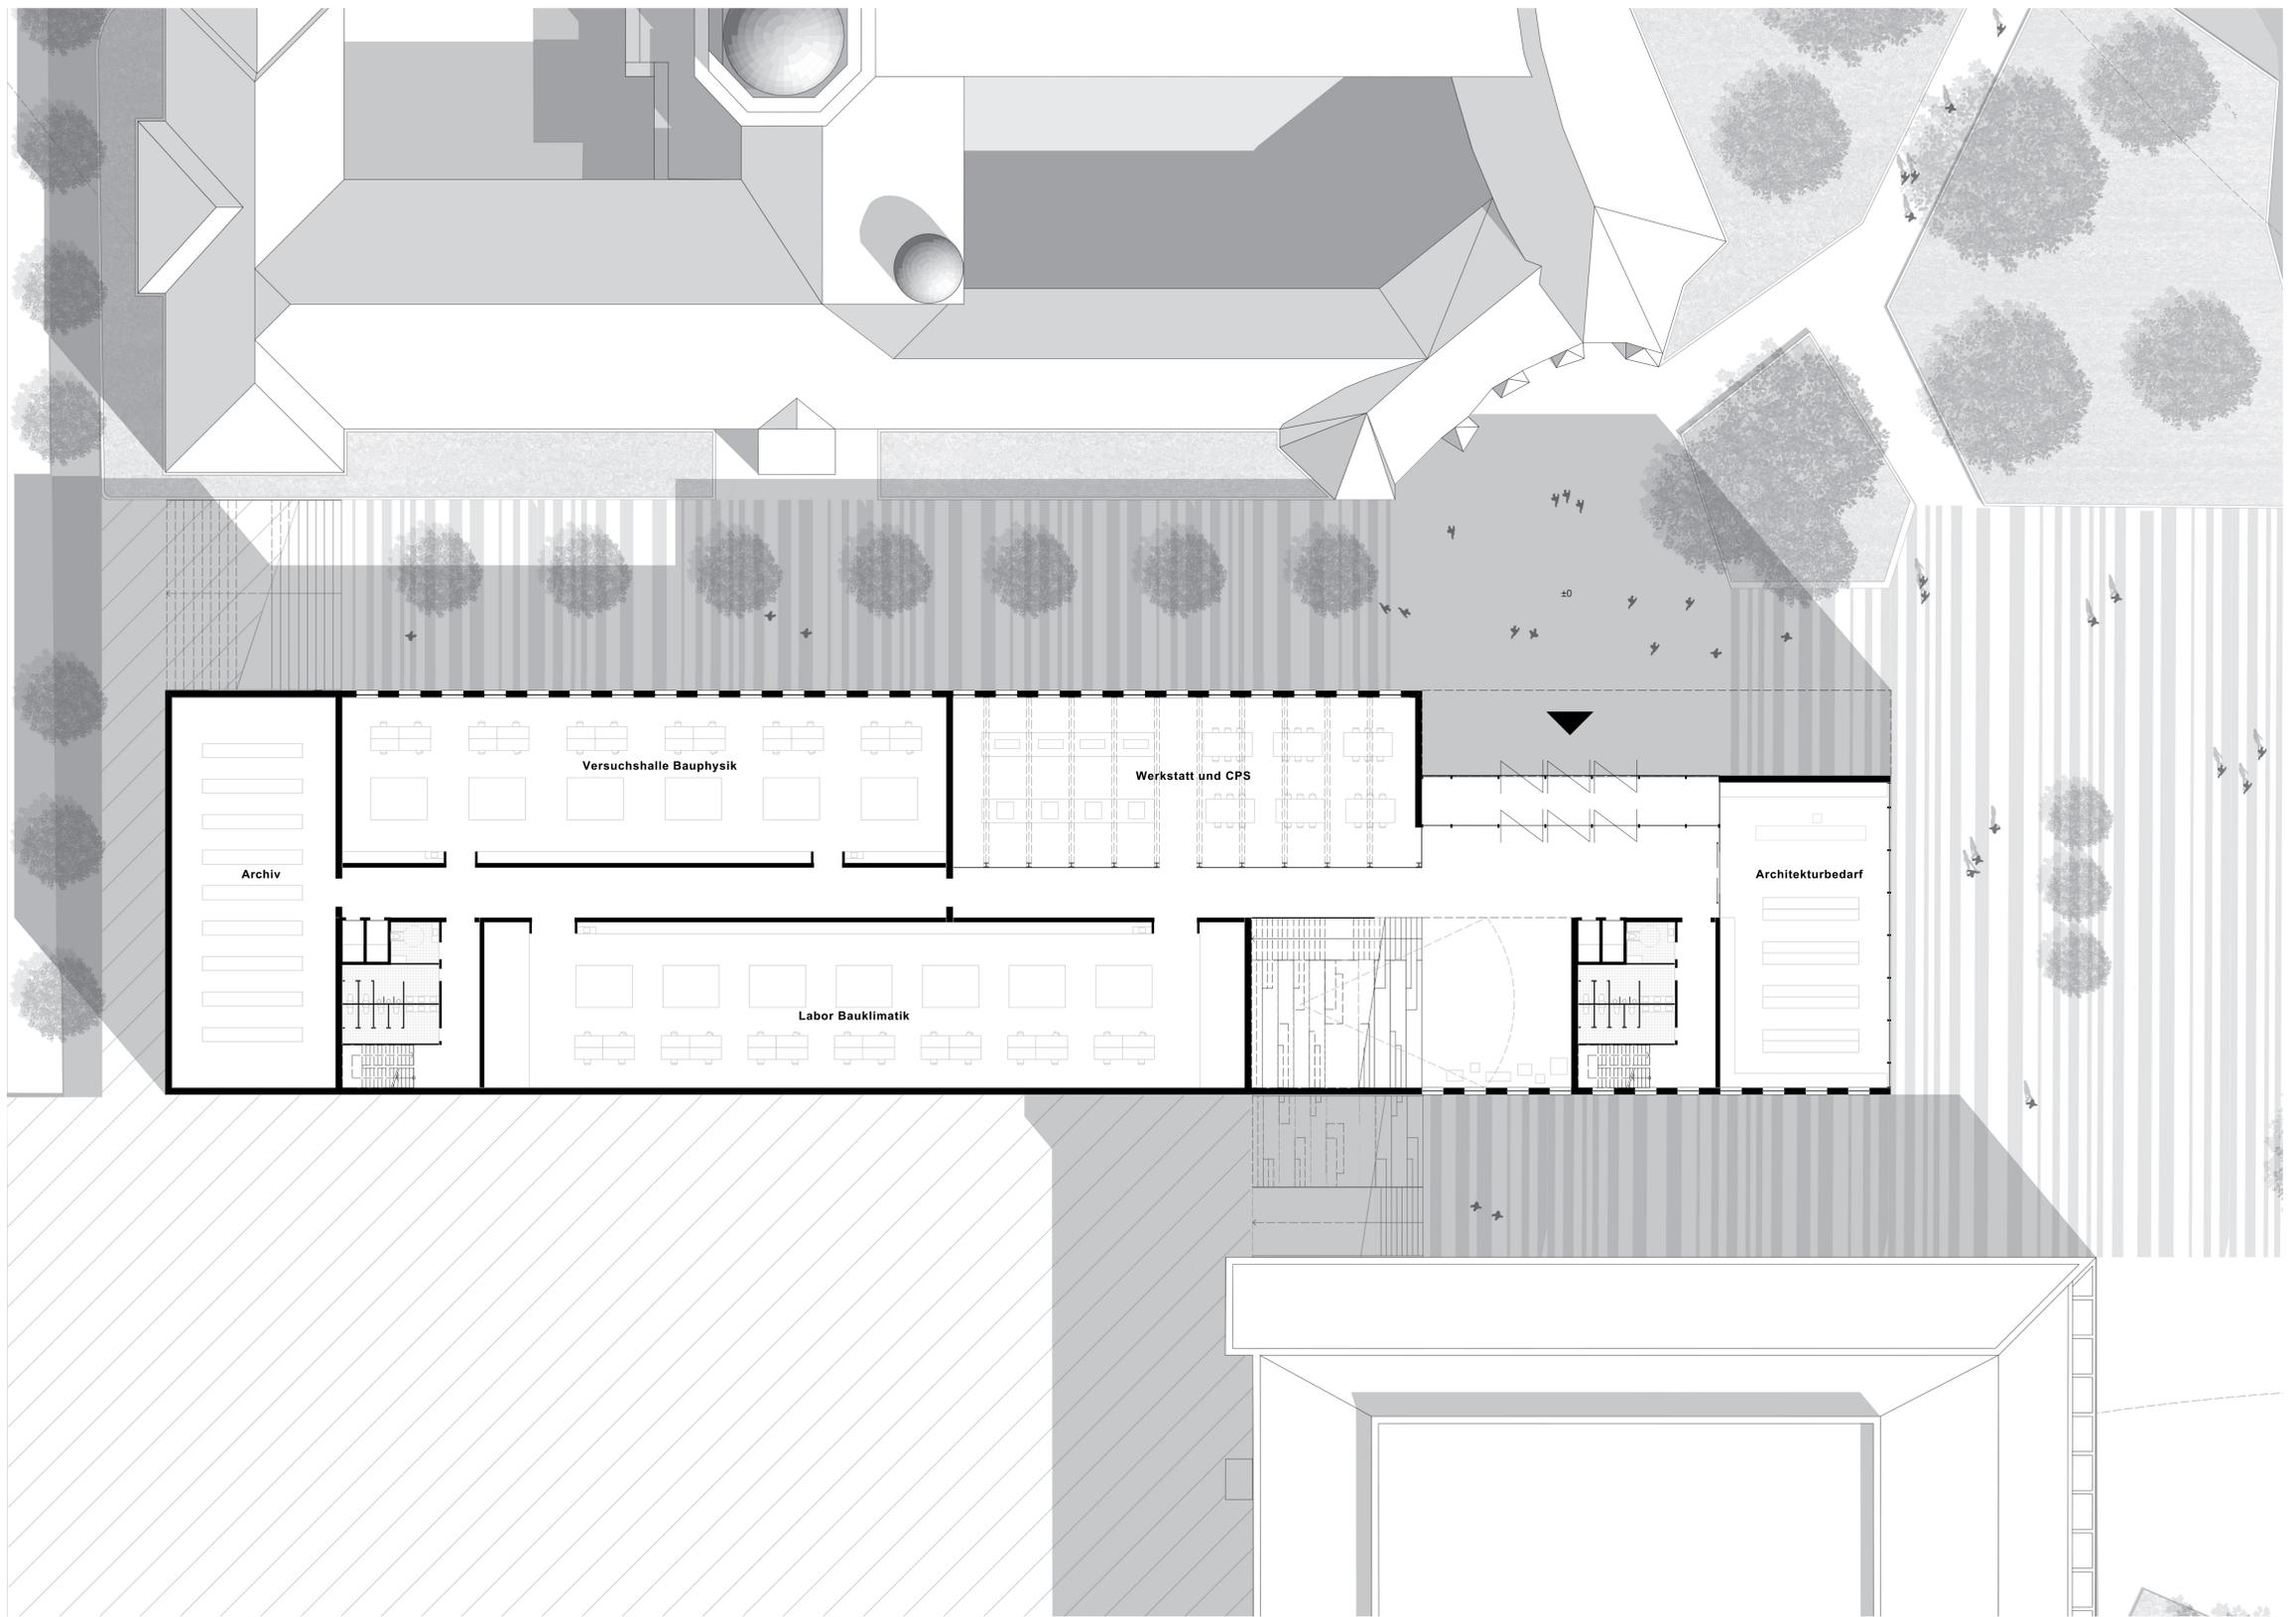 ±0
Versuchshalle Bauphysik
Werkstatt und CPS
Archiv
Architekturbedarf
Labor Bauklimatik